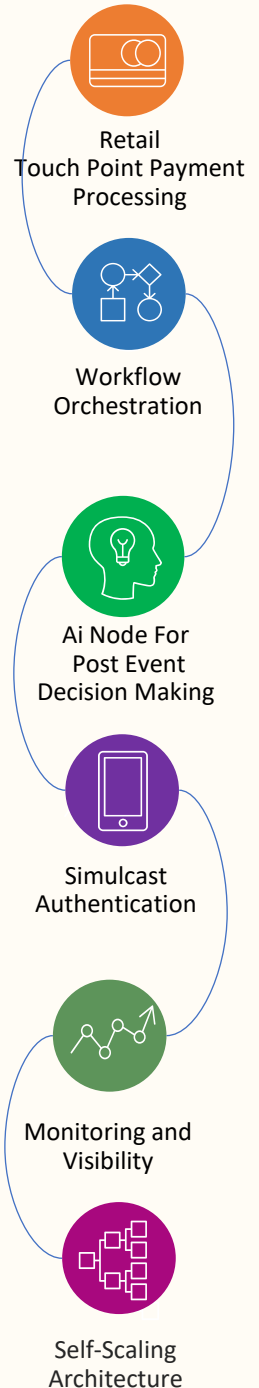 Retail
Touch Point Payment
Processing
Workflow
Orchestration
Ai Node For
Post Event
Decision Making
Simulcast
Authentication
Monitoring and
Visibility
Self-Scaling
Architecture